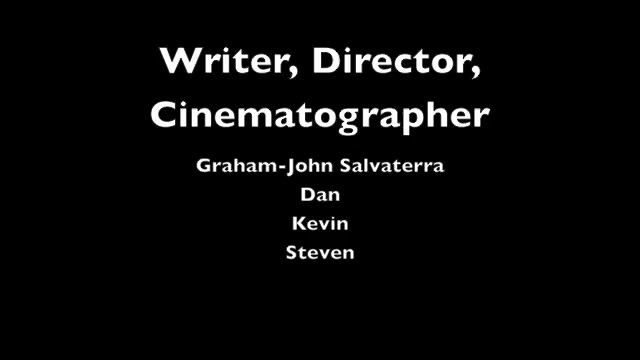 Writer, Director,
Cinematographer
Graham-John Salvaterra
Dan
Kevin
Steven